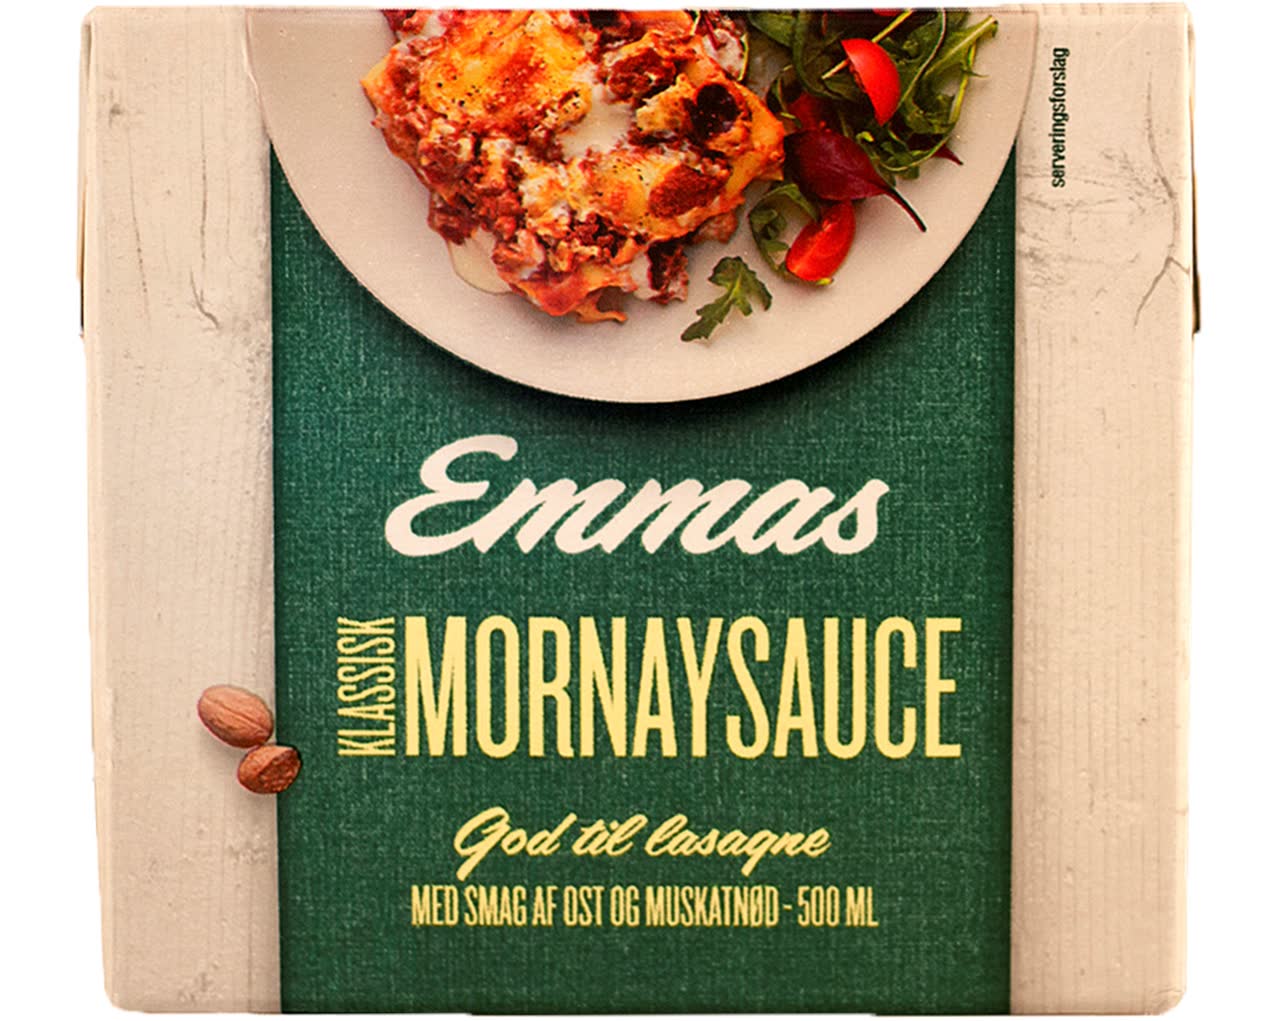 serveringsforslag
Emmas
KLASSISK
MORNAYSAUCE
God til lasagne
MED SMAG AF OST OG MUSKATNØD - 500 ML